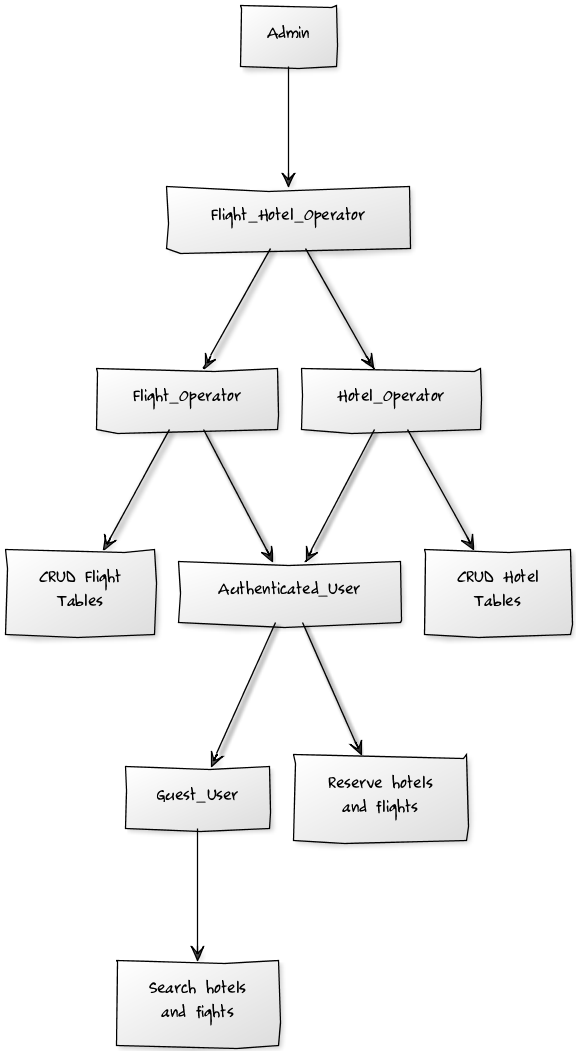 Admin
Flight_Hotel_Operator
Flight_Operator
Hotel_Operator
CRUD Flight
Tables
Authenticated_User
CRUD Hotel
Tables
Guest_User
Reserve hotels
and flights
Search hotels
and fights